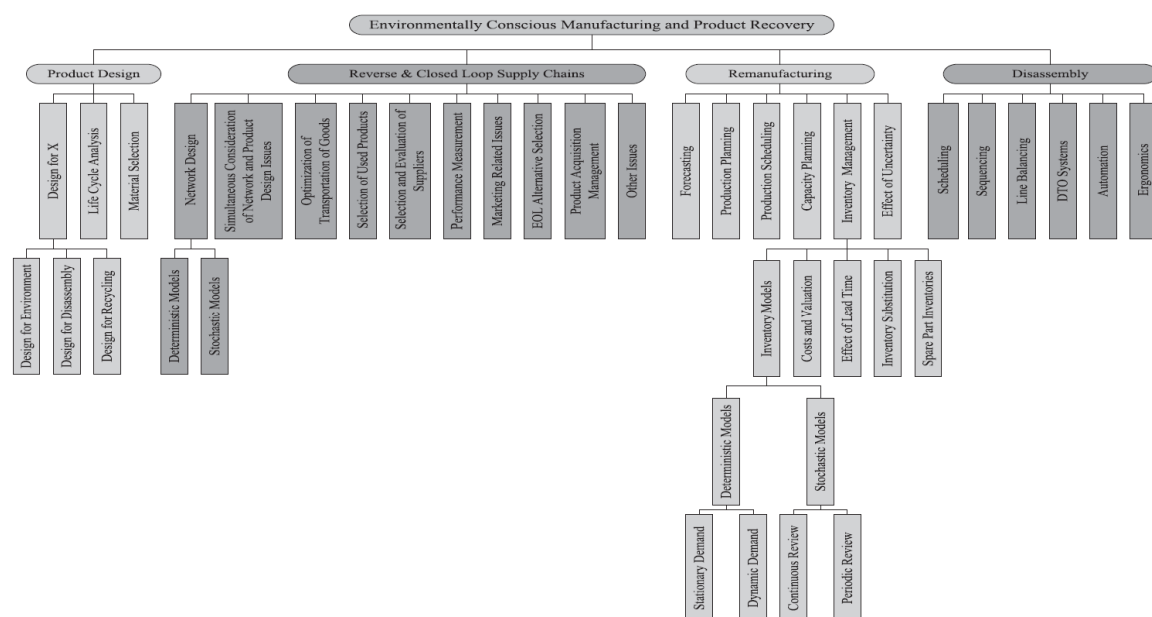 Environmentally Conscious Manufacturing and Product Recovery
Product Design
Reverse & Closed Loop Supply Chains
Remanufacturing
Disassembly
Design for X
Life Cycle Analysis
Material Selection
Network Design
Simultaneous Consideration
of Network and Product
Design Issues
Optimization of
Transportation of Goods
Selection of Used Products
Selection and Evaluation of
Suppliers
Performance Measurement
Marketing Related Issues
EOL Alternative Selection
Product Acquisition
Management
Other Issues
Forecasting
Production Planning
Production Scheduling
Capacity Planning
Inventory Management
Effect of Uncertainty
Scheduling
Sequencing
Line Balancing
DTO Systems
Automation
Ergonomics
Design for Environment
Design for Disassembly
Design for Recycling
Deterministic Models
Stochastic Models
Inventory Models
Costs and Valuation
Effect of Lead Time
Inventory Substitution
Spare Part Inventories
Deterministic Models
Stochastic Models
Stationary Demand
Dynamic Demand
Continuous Review
Periodic Review